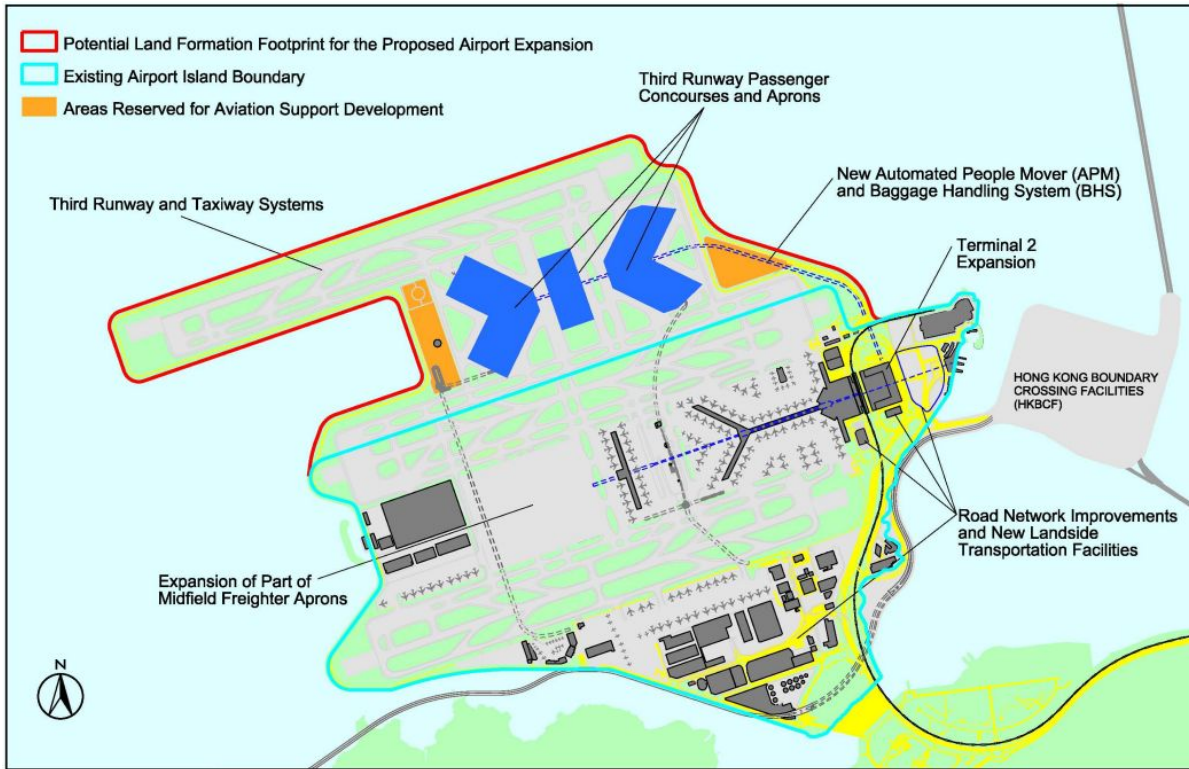 Potential Land Formation Footprint for the Proposed Airport Expansion
Existing Airport Island Boundary
Areas Reserved for Aviation Support Development
Third Runway Passenger
Concourses and Aprons
New Automated People Mover (APM)
and Baggage Handling System (BHS)
Third Runway and Taxiway Systems
Terminal 2
Expansion
HONG KONG BOUNDARY
CROSSING FACILITIES
(HKBCF)
Road Network Improvements
and New Landside
Transportation Facilities
Expansion of Part of
Midfield Freighter Aprons
N